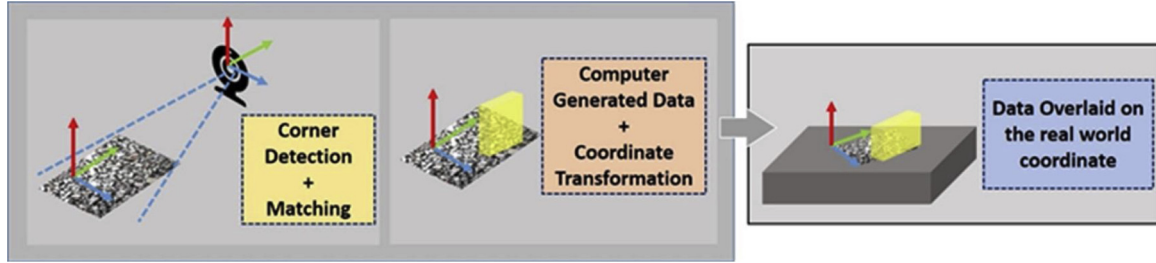 Corner
Detection
+
Matching
Computer
Generated Data
+
Coordinate
Transformation
Data Overlaid on
the real world
coordinate